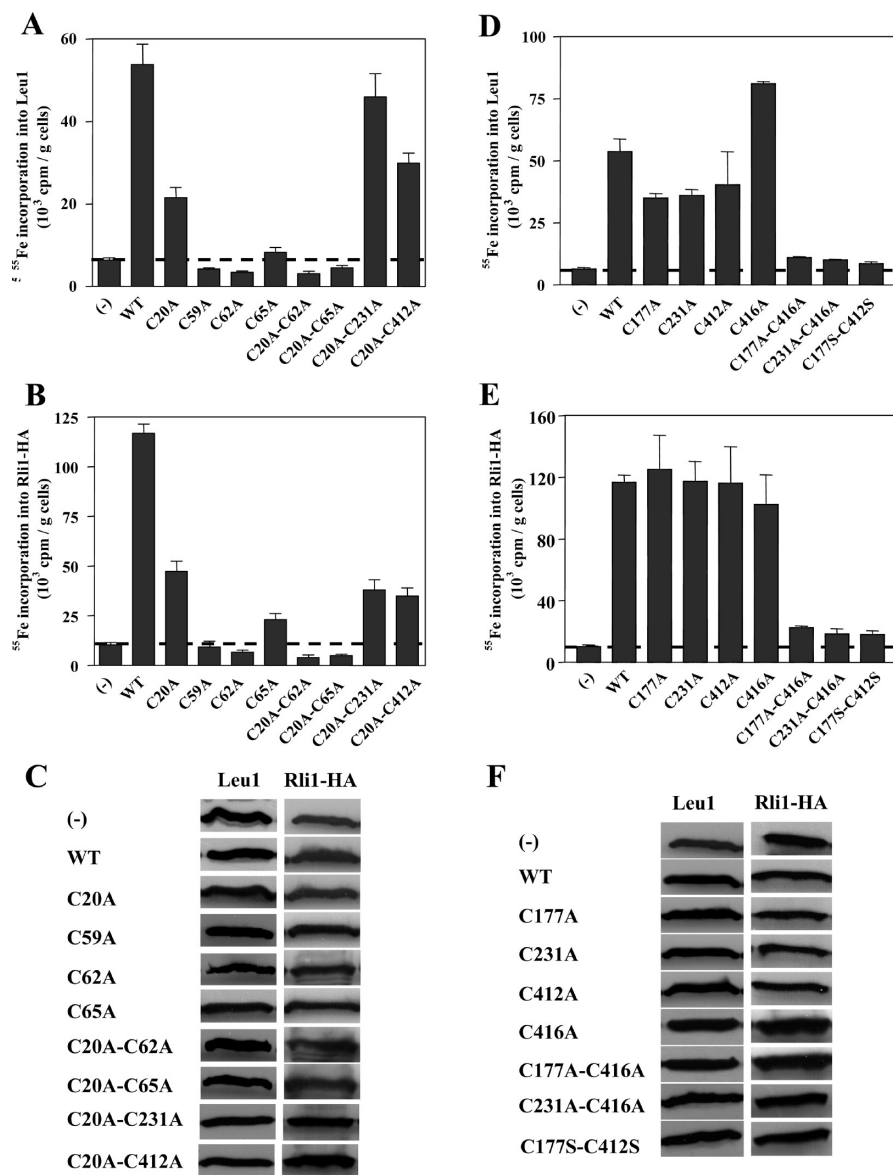 A
⁵ ⁵⁵Fe incorporation into Leu1
(10³ cpm / g cells)
60
40
20
0
(-)
WT
C20A
C59A
C62A
C65A
C20A-C62A
C20A-C65A
C20A-C231A
C20A-C412A
D
⁵⁵Fe incorporation into Leu1
(10³ cpm / g cells)
100
75
50
25
0
(-)
WT
C177A
C231A
C412A
C416A
C177A-C416A
C231A-C416A
C177S-C412S
B
⁵⁵Fe incorporation into Rli1-HA
(10³ cpm / g cells)
125
100
75
50
25
0
(-)
WT
C20A
C59A
C62A
C65A
C20A-C62A
C20A-C65A
C20A-C231A
C20A-C412A
E
⁵⁵Fe incorporation into Rli1-HA
(10³ cpm / g cells)
160
120
80
40
0
(-)
WT
C177A
C231A
C412A
C416A
C177A-C416A
C231A-C416A
C177S-C412S
C
Leu1 Rli1-HA
(-)
WT
C20A
C59A
C62A
C65A
C20A-C62A
C20A-C65A
C20A-C231A
C20A-C412A
F
Leu1 Rli1-HA
(-)
WT
C177A
C231A
C412A
C416A
C177A-C416A
C231A-C416A
C177S-C412S